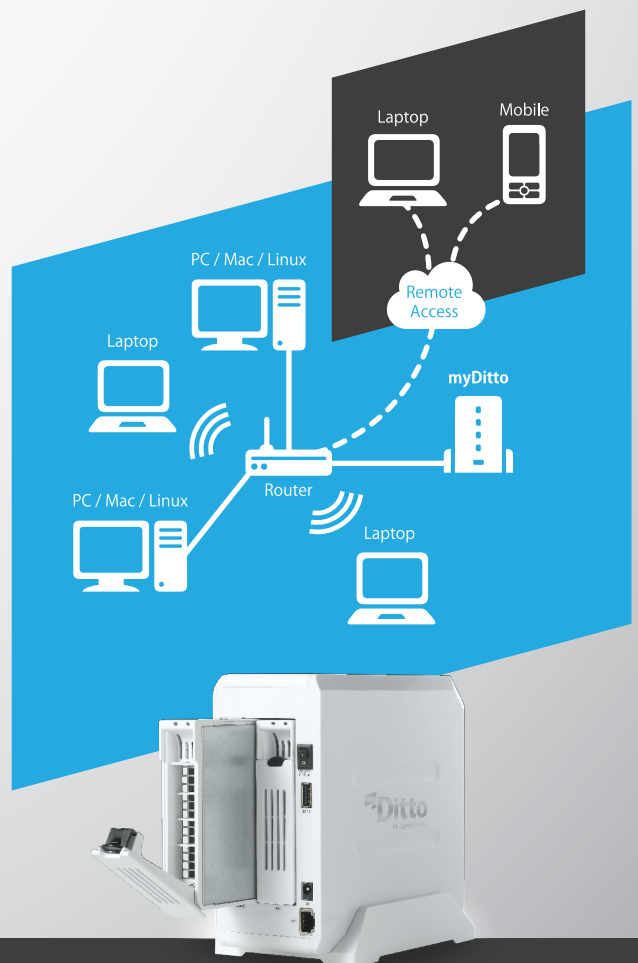 Laptop
Mobile
PC / Mac / Linux
Remote
Access
Laptop
myDitto
Router
PC / Mac / Linux
Laptop
Ditto